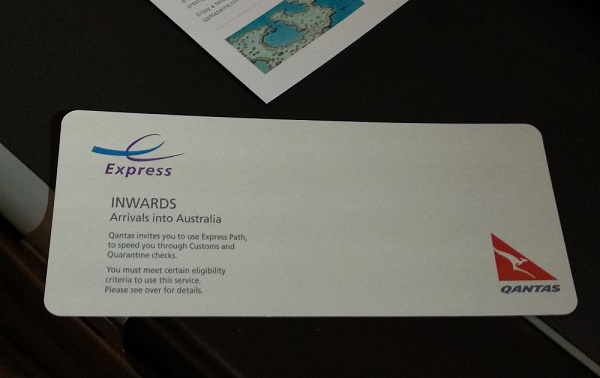 Enjoy a
Express
INWARDS
Arrivals into Australia
Qantas invites you to use Express Path,
to speed you through Customs and
Quarantine checks.
You must meet certain eligibility
criteria to use this service.
Please see over for details.
QANTAS